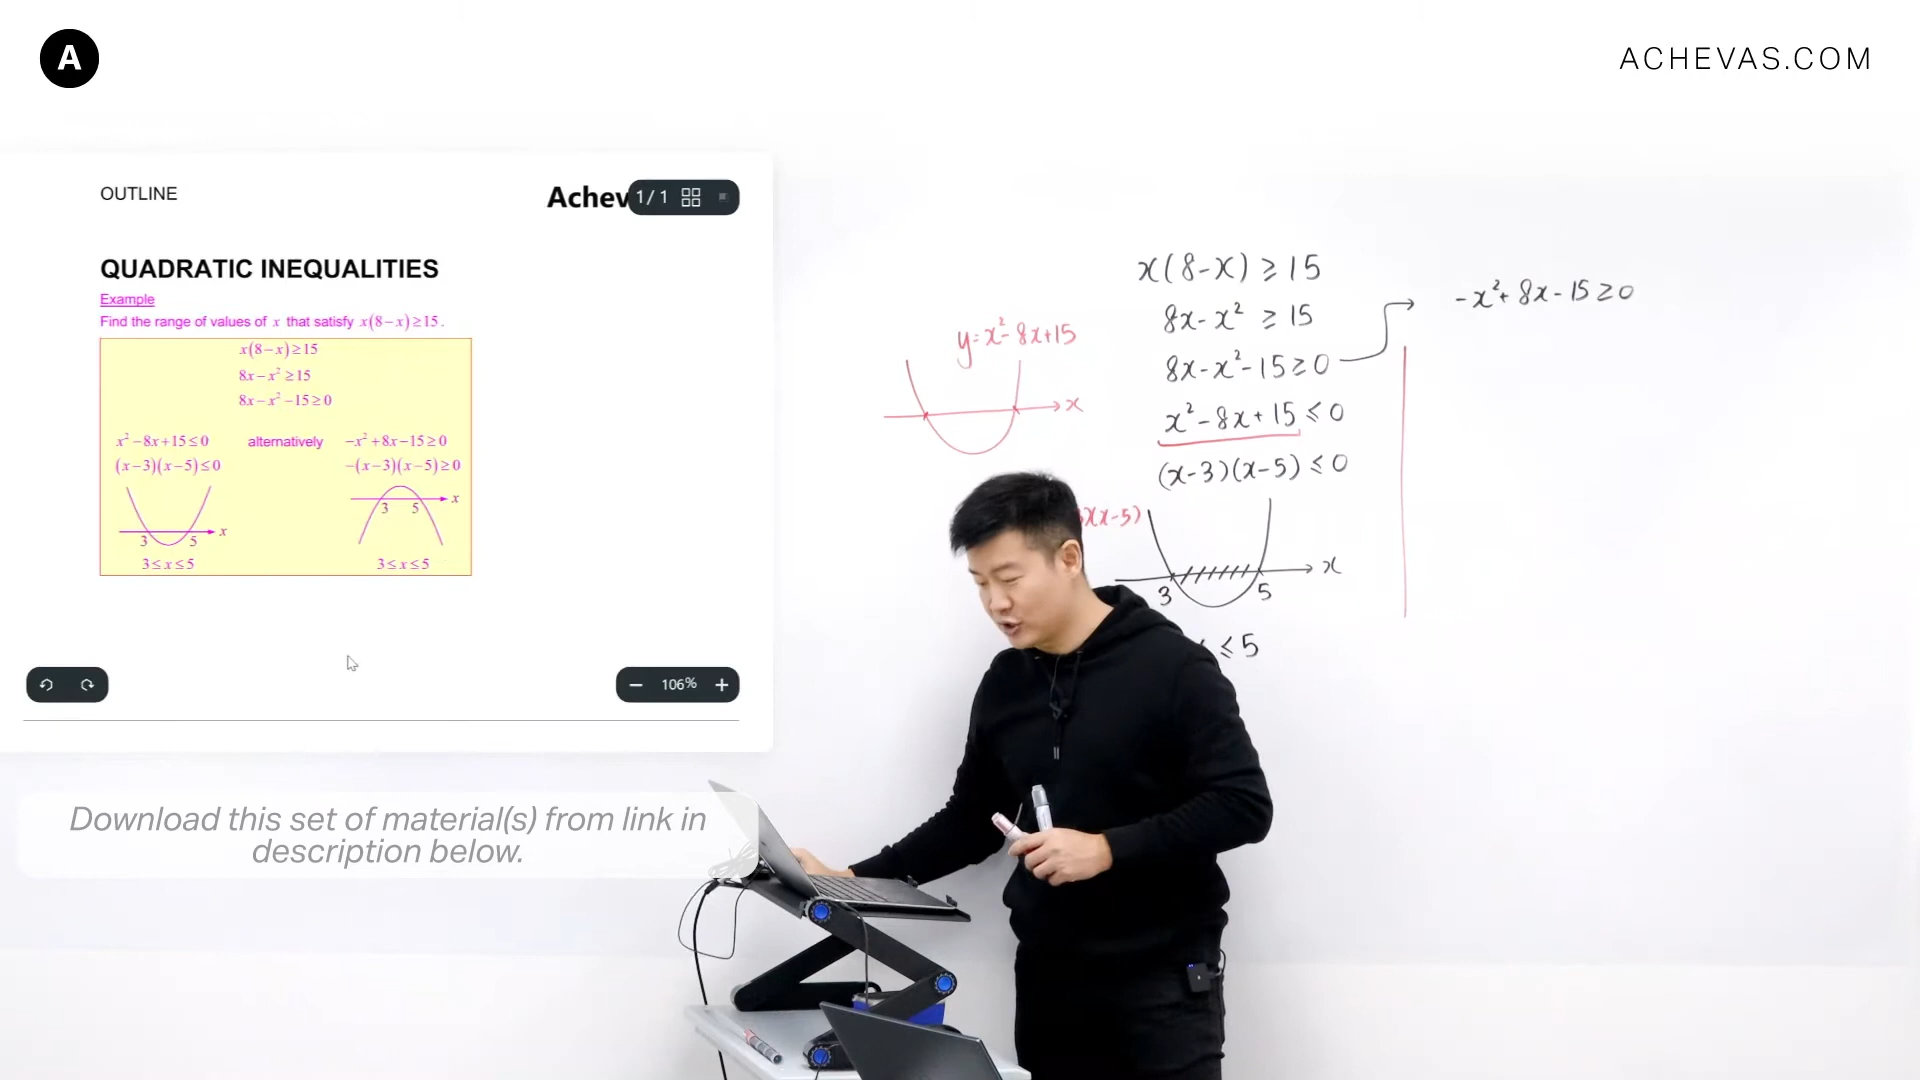 A
ACHEVAS.COM
OUTLINE
Achev
1/1
QUADRATIC INEQUALITIES
Example
Find the range of values of x that satisfy x(8-x)≥15.
x(8-x)≥15
8x-x²≥15
8x-x²-15≥0
x²-8x+15≤0 alternatively -x²+8x-15≥0
(x-3)(x-5)≤0 -(x-3)(x-5)≥0
3 5 x
3 5 x
3≤x≤5 3≤x≤5
106%
Download this set of material(s) from link in
description below.
y=x²-8x+15
x
x(8-x)≥15
8x-x²≥15
8x-x²-15≥0
x²-8x+15≤0
(x-3)(x-5)≤0
)(x-5)
3 5 x
≤5
-x²+8x-15≥0